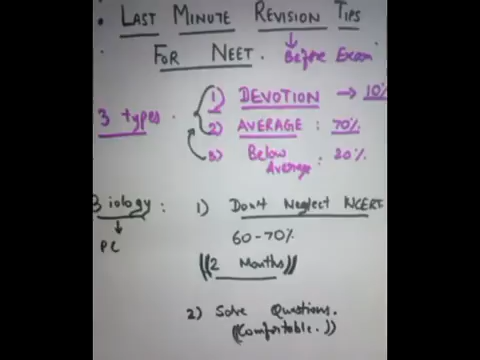 • LAST MINUTE REVISION TIPS
FOR NEET. Before Exam
3 types. 1) DEVOTION → 10%
2) AVERAGE : 70%
3) Below Average : 20%
Biology : 1) Don't Neglect NCERT
PC 60-70%
((2 Months))
2) Solve Questions.
((Comfortable.))